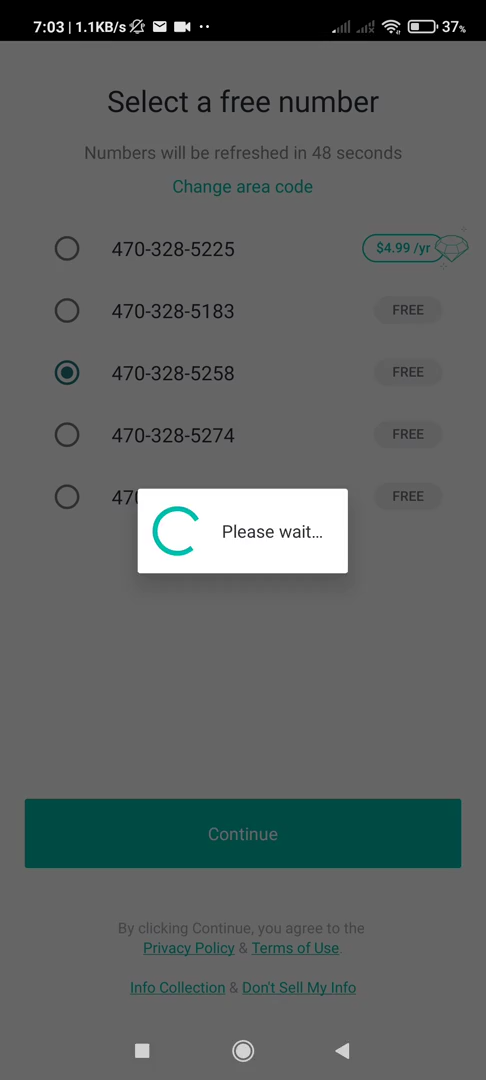 7:03 | 1.1KB/s 37%
Select a free number
Numbers will be refreshed in 48 seconds
Change area code
470-328-5225 $4.99 /yr
470-328-5183 FREE
470-328-5258 FREE
470-328-5274 FREE
470 FREE
Please wait...
Continue
By clicking Continue, you agree to the
Privacy Policy & Terms of Use.
Info Collection & Don't Sell My Info